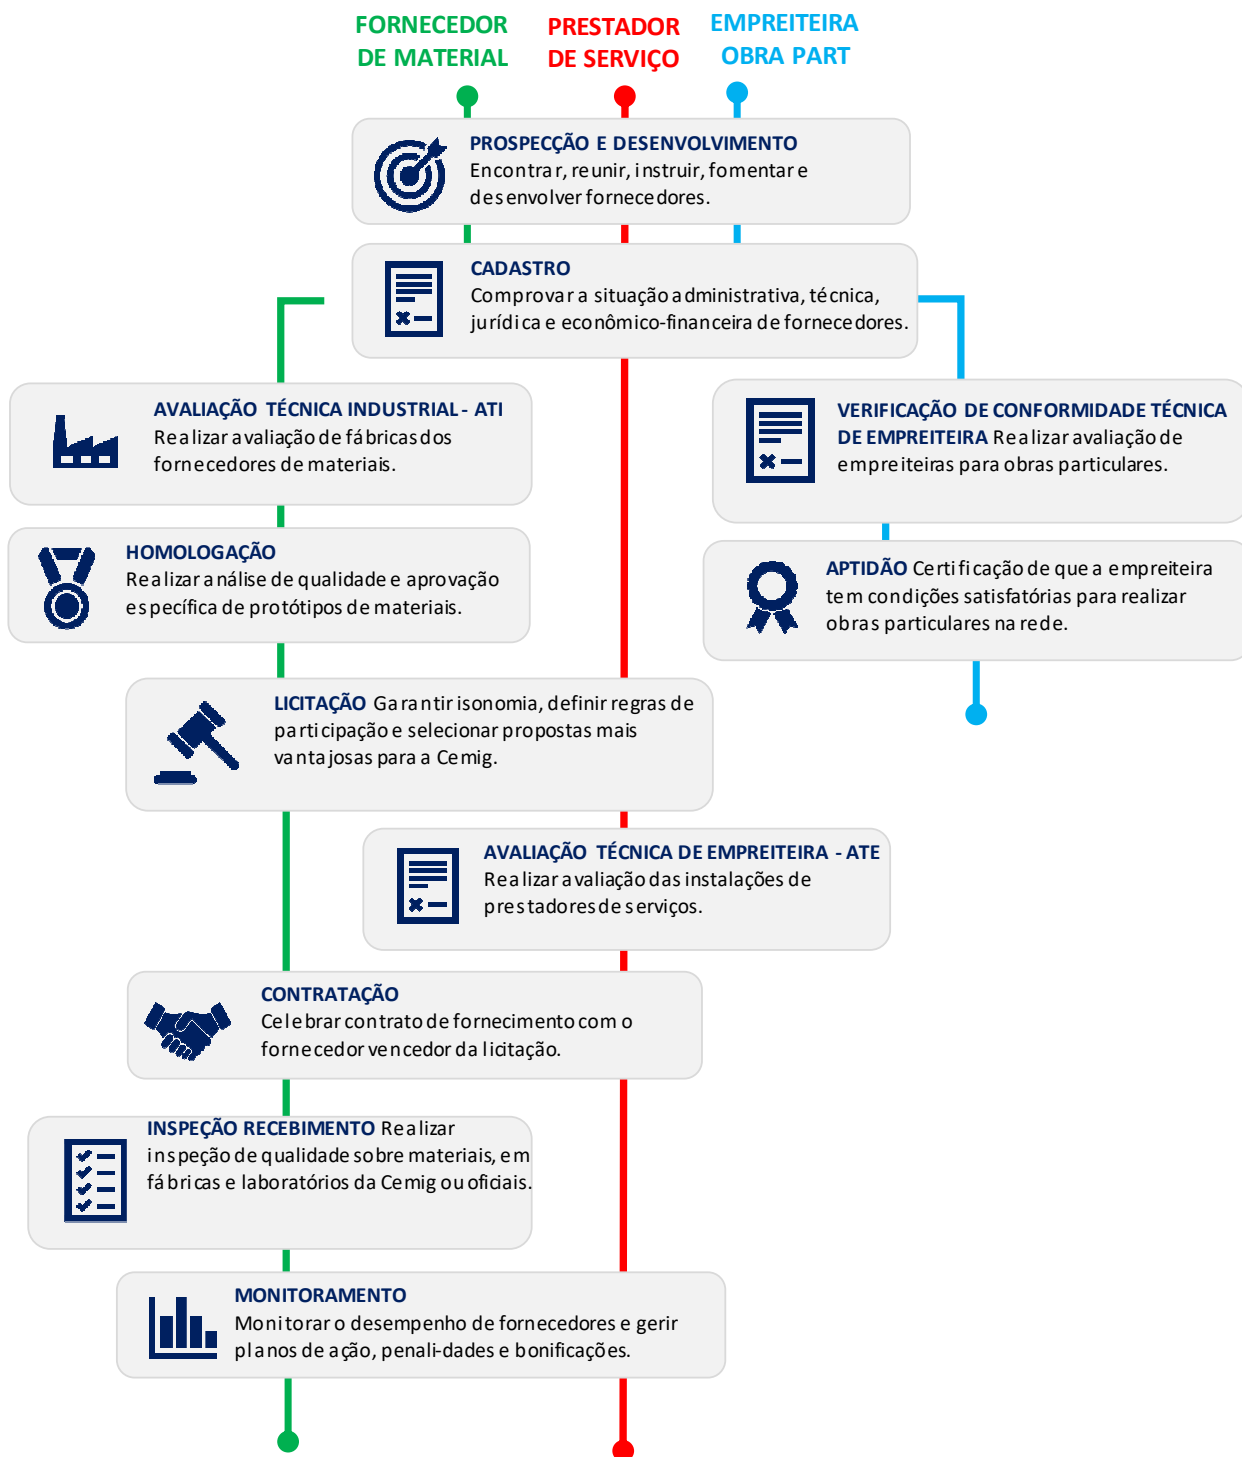 FORNECEDOR
DE MATERIAL
PRESTADOR
DE SERVIÇO
EMPREITEIRA
OBRA PART
PROSPECÇÃO E DESENVOLVIMENTO
Encontrar, reunir, instruir, fomentar e
desenvolver fornecedores.
CADASTRO
Comprovar a situação administrativa, técnica,
jurídica e econômico-financeira de fornecedores.
AVALIAÇÃO TÉCNICA INDUSTRIAL - ATI
Realizar avaliação de fábricas dos
fornecedores de materiais.
VERIFICAÇÃO DE CONFORMIDADE TÉCNICA
DE EMPREITEIRA Realizar avaliação de
empreiteiras para obras particulares.
HOMOLOGAÇÃO
Realizar análise de qualidade e aprovação
específica de protótipos de materiais.
APTIDÃO Certificação de que a empreiteira
tem condições satisfatórias para realizar
obras particulares na rede.
LICITAÇÃO Garantir isonomia, definir regras de
participação e selecionar propostas mais
vantajosas para a Cemig.
AVALIAÇÃO TÉCNICA DE EMPREITEIRA - ATE
Realizar avaliação das instalações de
prestadores de serviços.
CONTRATAÇÃO
Celebrar contrato de fornecimento com o
fornecedor vencedor da licitação.
INSPEÇÃO RECEBIMENTO Realizar
inspeção de qualidade sobre materiais, em
fábricas e laboratórios da Cemig ou oficiais.
MONITORAMENTO
Monitorar o desempenho de fornecedores e gerir
planos de ação, penali-dades e bonificações.